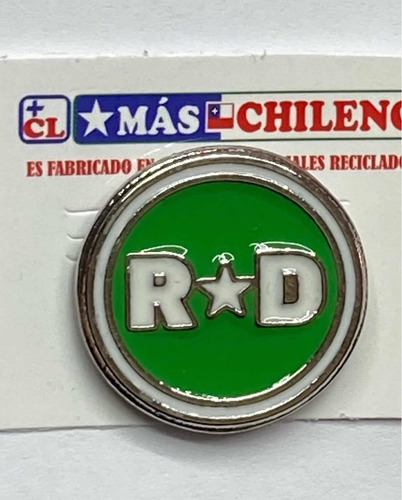 +CL ★MÁS CHILENO
ES FABRICADO EN ALES RECICLADO
R★D